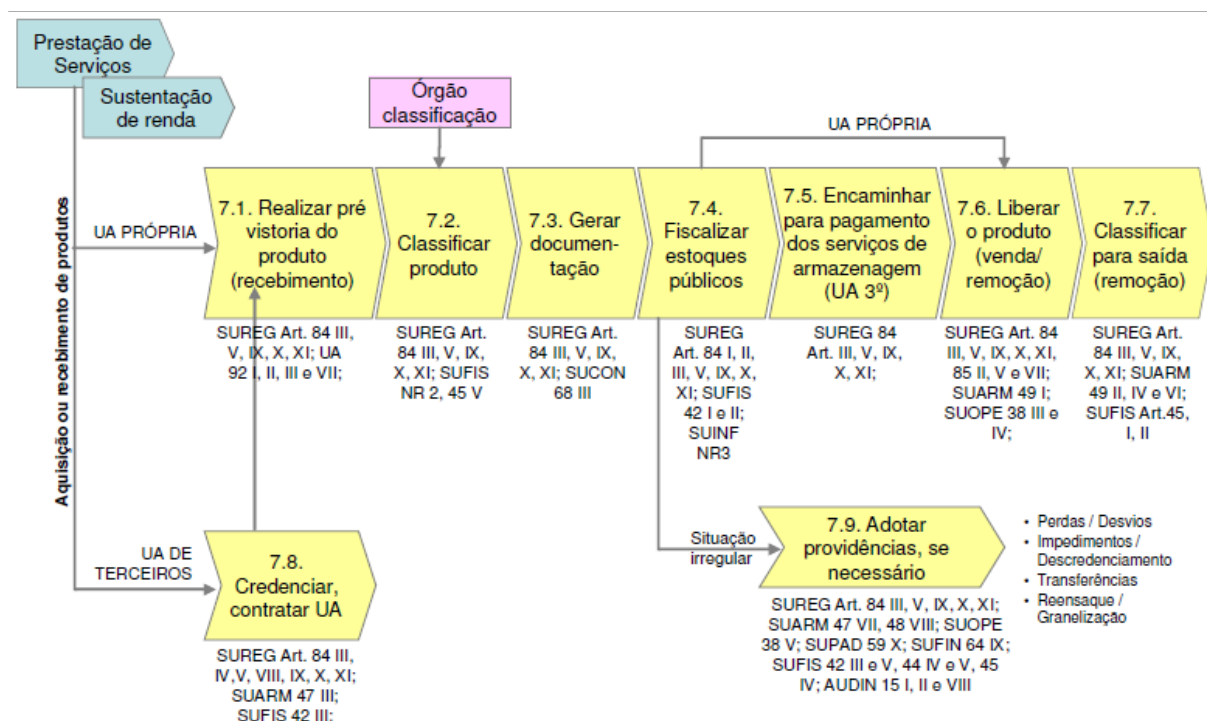 Prestação de
Serviços
Sustentação
de renda
Órgão
classificação
UA PRÓPRIA
Aquisição ou recebimento de produtos
UA PRÓPRIA
7.1. Realizar pré
vistoria do
produto
(recebimento)
7.2.
Classificar
produto
7.3. Gerar
documen-
tação
7.4.
Fiscalizar
estoques
públicos
7.5. Encaminhar
para pagamento
dos serviços de
armazenagem
(UA 3º)
7.6. Liberar
o produto
(venda/
remoção)
7.7.
Classificar
para saída
(remoção)
SUREG Art. 84 III,
V, IX, X, XI; UA
92 I, II, III e VII;
SUREG Art.
84 III, V, IX,
X, XI; SUFIS
NR 2, 45 V
SUREG Art.
84 III, V, IX,
X, XI; SUCON
68 III
SUREG
Art. 84 I, II,
III, V, IX, X,
XI; SUFIS
42 I e II;
SUINF
NR3
SUREG 84
Art. III, V, IX,
X, XI;
SUREG Art. 84
III, V, IX, X, XI,
85 II, V e VII;
SUARM 49 I;
SUOPE 38 III e
IV;
SUREG Art.
84 III, V, IX,
X, XI; SUARM
49 II, IV e VI;
SUFIS Art.45,
I, II
UA DE
TERCEIROS
7.8.
Credenciar,
contratar UA
SUREG Art. 84 III,
IV,V, VIII, IX, X, XI;
SUARM 47 III;
SUFIS 42 III;
Situação
irregular
7.9. Adotar
providências, se
necessário
SUREG Art. 84 III, V, IX, X, XI;
SUARM 47 VII, 48 VIII; SUOPE
38 V; SUPAD 59 X; SUFIN 64 IX;
SUFIS 42 III e V, 44 IV e V, 45
IV; AUDIN 15 I, II e VIII
• Perdas / Desvios
• Impedimentos /
Descredenciamento
• Transferências
• Reensaque /
Granelização